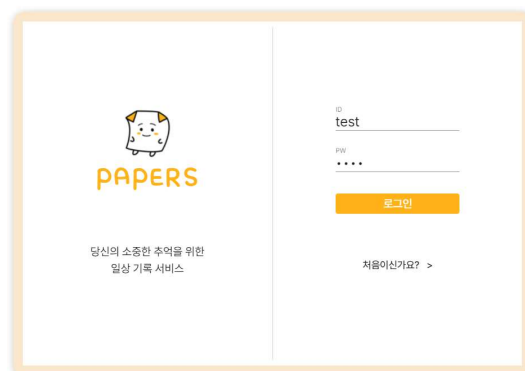 PAPERS
당신의 소중한 추억을 위한
일상 기록 서비스
ID
test
PW
••••
로그인
처음이신가요? >